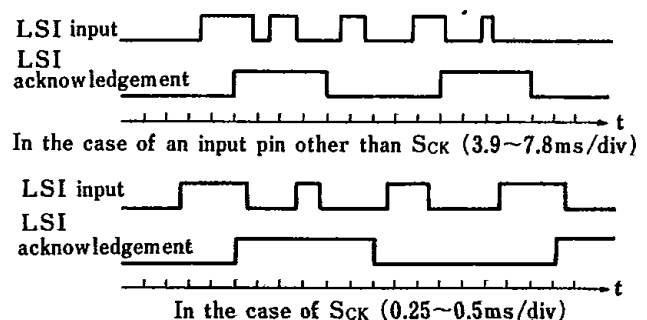 LSI input
LSI
acknowledgement
t
In the case of an input pin other than SCK (3.9~7.8ms/div)
LSI input
LSI
acknowledgement
t
In the case of SCK (0.25~0.5ms/div)